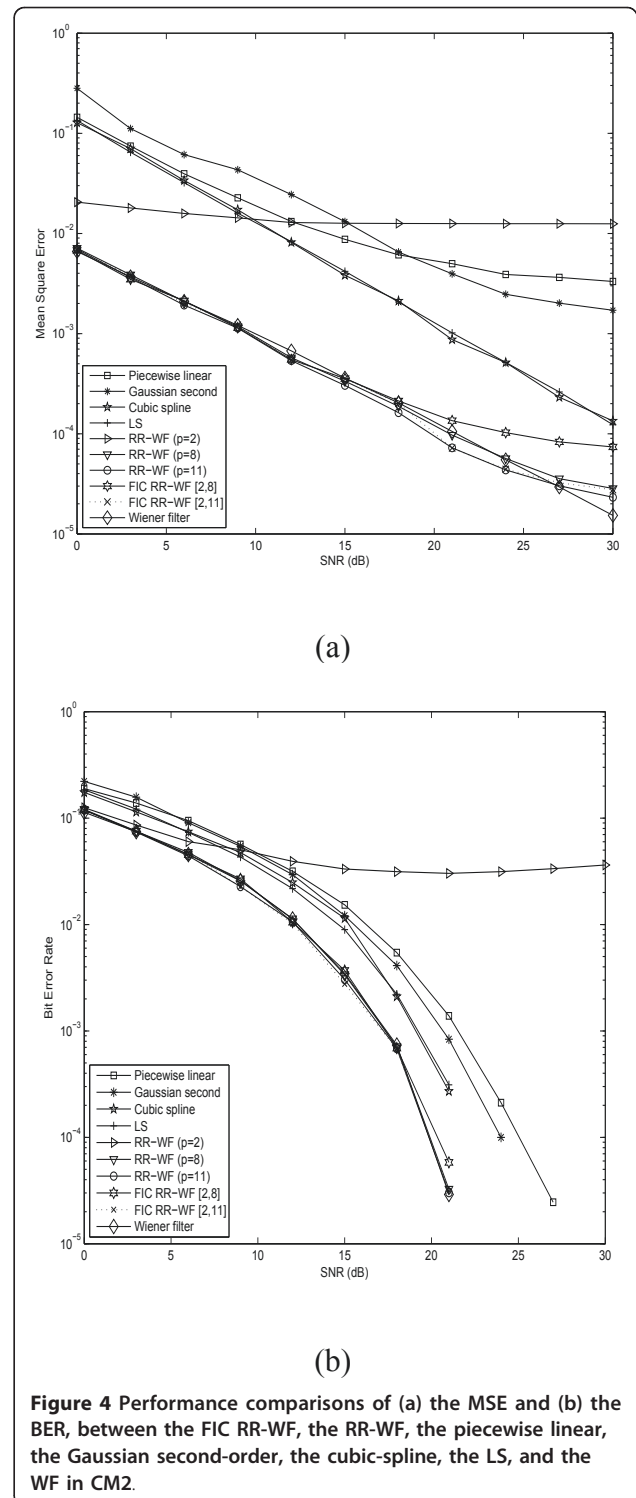 10⁰
10⁻¹
10⁻²
10⁻³
10⁻⁴
10⁻⁵
Mean Square Error
Piecewise linear
Gaussian second
Cubic spline
LS
RR−WF (p=2)
RR−WF (p=8)
RR−WF (p=11)
FIC RR−WF [2,8]
FIC RR−WF [2,11]
Wiener filter
0 5 10 15 20 25 30
SNR (dB)
(a)
10⁰
10⁻¹
10⁻²
10⁻³
10⁻⁴
10⁻⁵
Bit Error Rate
Piecewise linear
Gaussian second
Cubic spline
LS
RR−WF (p=2)
RR−WF (p=8)
RR−WF (p=11)
FIC RR−WF [2,8]
FIC RR−WF [2,11]
Wiener filter
0 5 10 15 20 25 30
SNR (dB)
(b)
Figure 4 Performance comparisons of (a) the MSE and (b) the
BER, between the FIC RR-WF, the RR-WF, the piecewise linear,
the Gaussian second-order, the cubic-spline, the LS, and the
WF in CM2.